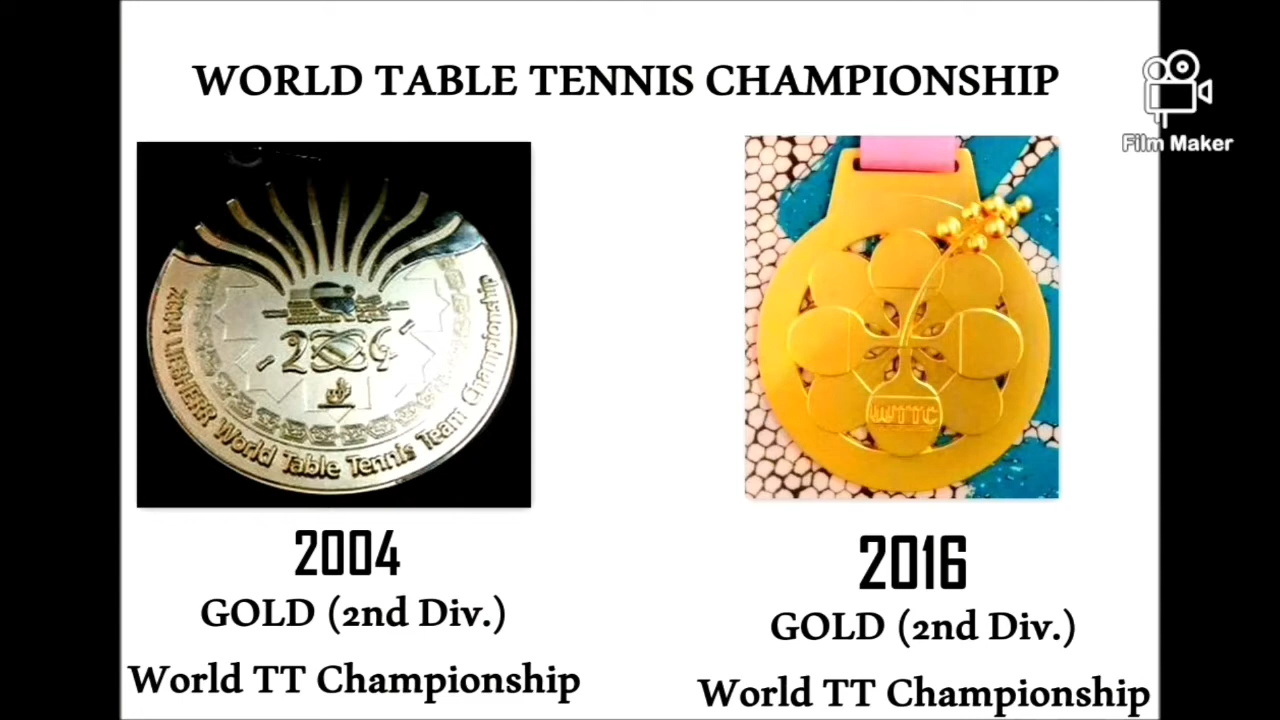 WORLD TABLE TENNIS CHAMPIONSHIP
Film Maker
2004 LIEBHERR World Table Tennis Team Championship
WTTC
2004
GOLD (2nd Div.)
World TT Championship
2016
GOLD (2nd Div.)
World TT Championship